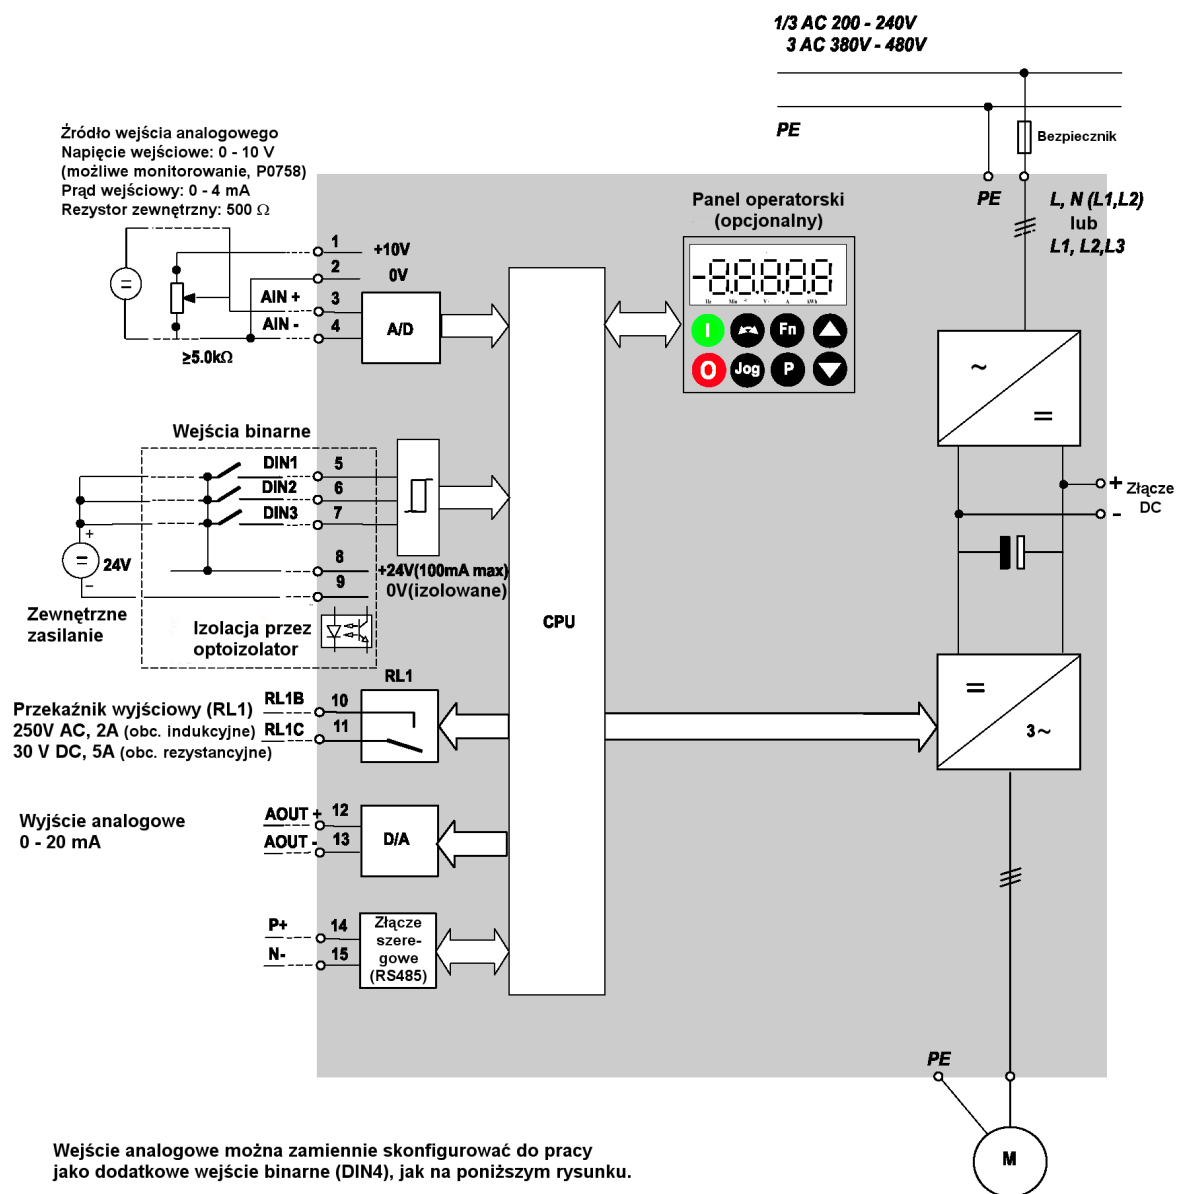 1/3 AC 200 - 240V
3 AC 380V - 480V
PE
Bezpiecznik
Źródło wejścia analogowego
Napięcie wejściowe: 0 - 10 V
(możliwe monitorowanie, P0758)
Prąd wejściowy: 0 - 4 mA
Rezystor zewnętrzny: 500 Ω
PE
L, N (L1,L2)
lub
L1, L2,L3
Panel operatorski
(opcjonalny)
Hz Min V~ A kWh
I Fn
O Jog P
1 +10V
2 0V
AIN + 3
AIN - 4
A/D
=
≥5.0kΩ
~
=
+
-
Złącze
DC
Wejścia binarne
DIN1 5
DIN2 6
DIN3 7
+
=
24V
–
8
+24V(100mA max)
9
0V(izolowane)
Zewnętrzne
zasilanie
Izolacja przez
optoizolator
CPU
RL1
Przekaźnik wyjściowy (RL1)
250V AC, 2A (obc. indukcyjne)
30 V DC, 5A (obc. rezystancyjne)
RL1B 10
RL1C 11
=
3~
Wyjście analogowe
0 - 20 mA
AOUT + 12
AOUT - 13
D/A
P+ 14
N- 15
Złącze
szere-
gowe
(RS485)
PE
M
Wejście analogowe można zamiennie skonfigurować do pracy
jako dodatkowe wejście binarne (DIN4), jak na poniższym rysunku.